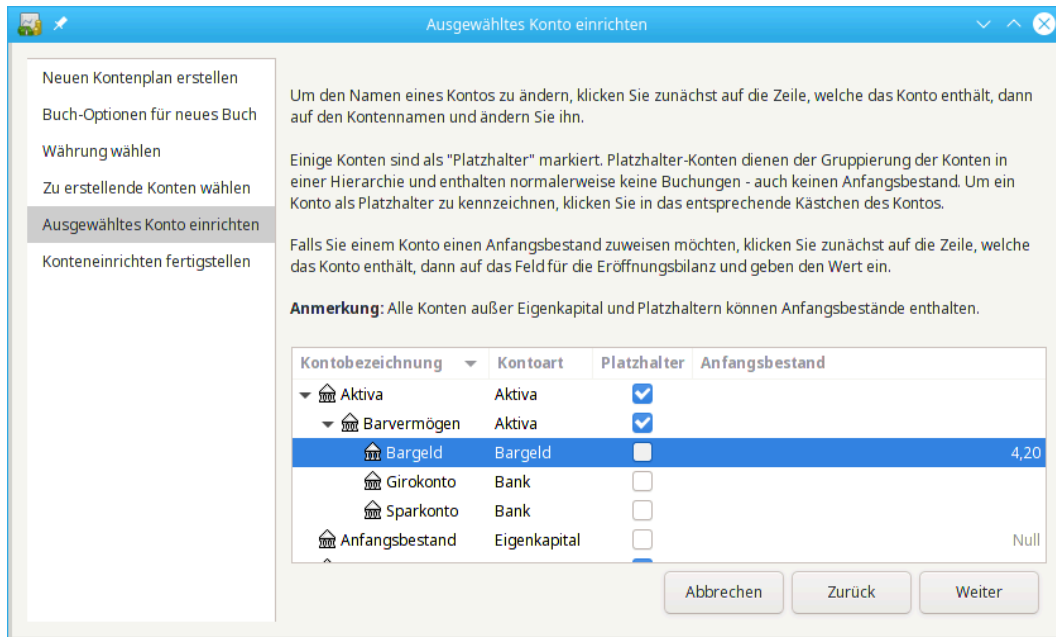 Ausgewähltes Konto einrichten
Neuen Kontenplan erstellen
Buch-Optionen für neues Buch
Währung wählen
Zu erstellende Konten wählen
Ausgewähltes Konto einrichten
Konteneinrichten fertigstellen
Um den Namen eines Kontos zu ändern, klicken Sie zunächst auf die Zeile, welche das Konto enthält, dann
auf den Kontennamen und ändern Sie ihn.
Einige Konten sind als "Platzhalter" markiert. Platzhalter-Konten dienen der Gruppierung der Konten in
einer Hierarchie und enthalten normalerweise keine Buchungen - auch keinen Anfangsbestand. Um ein
Konto als Platzhalter zu kennzeichnen, klicken Sie in das entsprechende Kästchen des Kontos.
Falls Sie einem Konto einen Anfangsbestand zuweisen möchten, klicken Sie zunächst auf die Zeile, welche
das Konto enthält, dann auf das Feld für die Eröffnungsbilanz und geben den Wert ein.
Anmerkung: Alle Konten außer Eigenkapital und Platzhaltern können Anfangsbestände enthalten.
Kontobezeichnung Kontoart Platzhalter Anfangsbestand
Aktiva Aktiva
Barvermögen Aktiva
Bargeld Bargeld 4,20
Girokonto Bank
Sparkonto Bank
Anfangsbestand Eigenkapital Null
Abbrechen Zurück Weiter